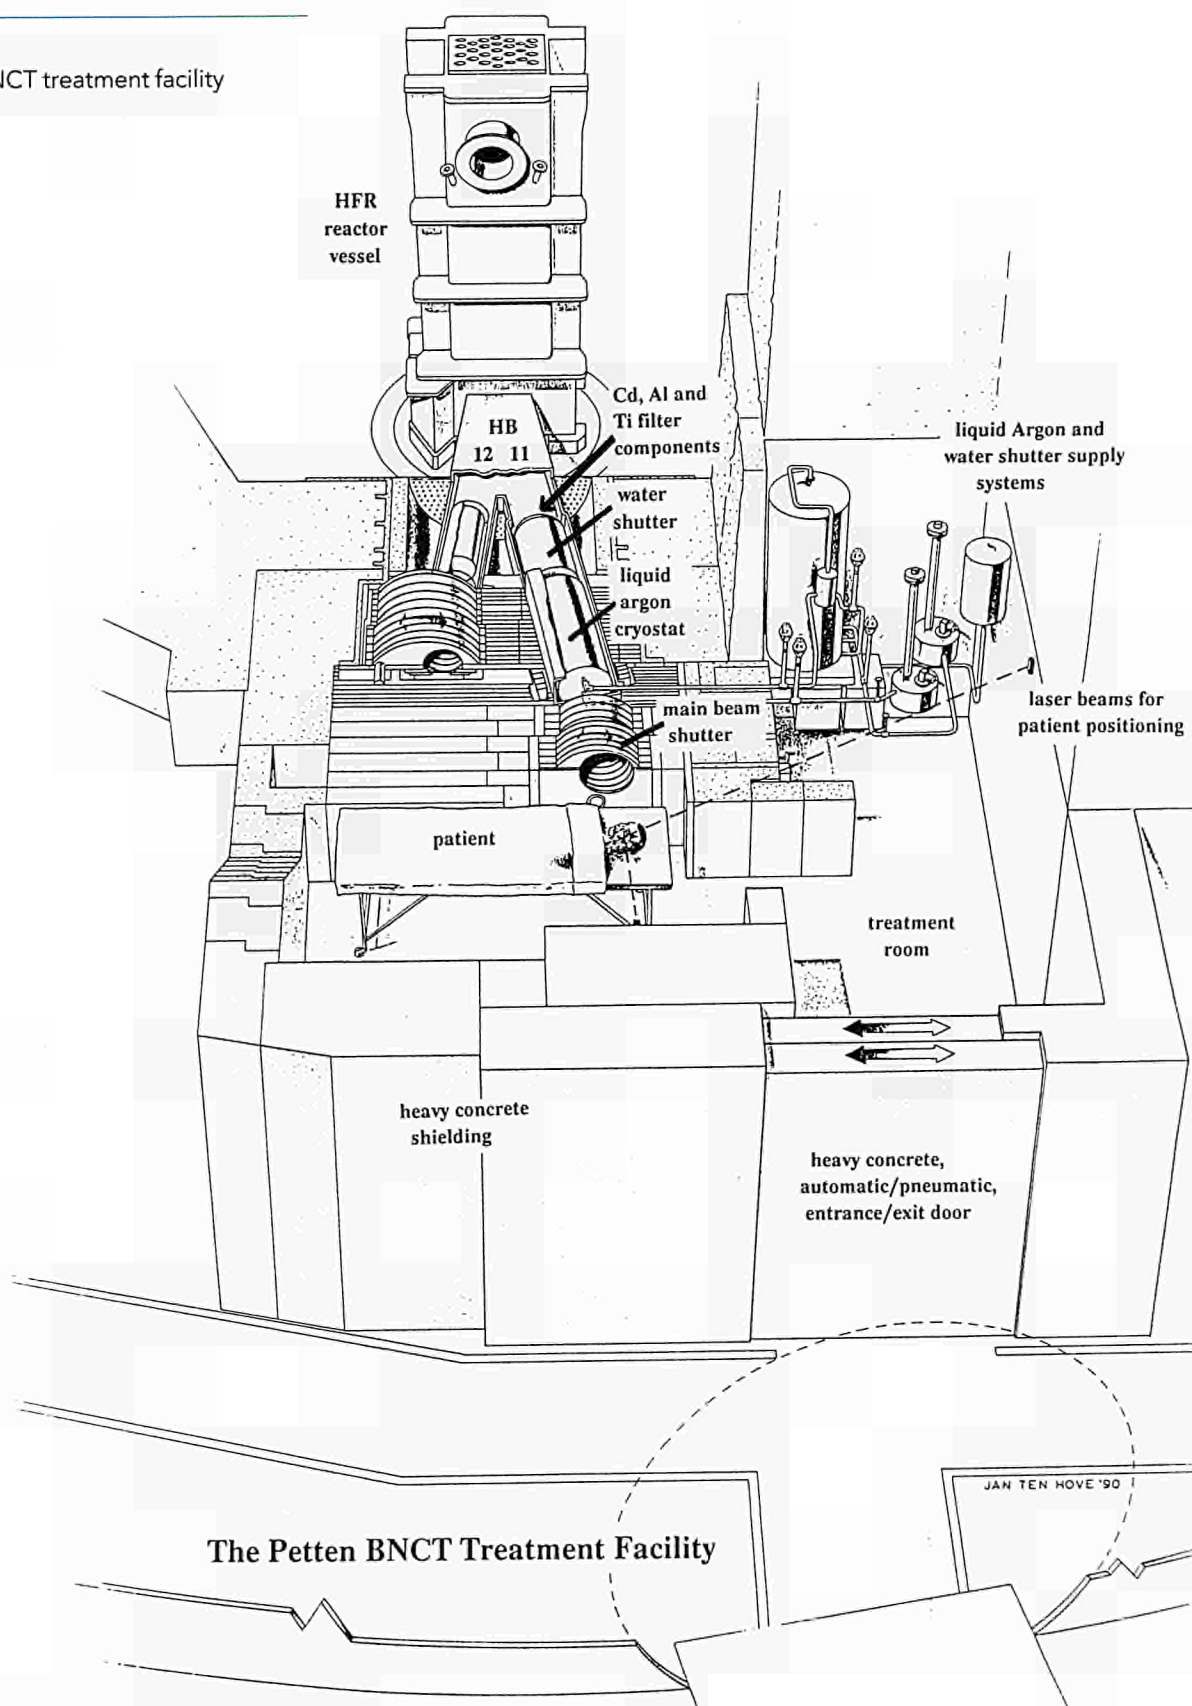 NCT treatment facility
HFR
reactor
vessel
Cd, Al and
Ti filter
components
HB
12 11
water
shutter
liquid
argon
cryostat
liquid Argon and
water shutter supply
systems
main beam
shutter
laser beams for
patient positioning
patient
treatment
room
heavy concrete
shielding
heavy concrete,
automatic/pneumatic,
entrance/exit door
JAN TEN HOVE '90
The Petten BNCT Treatment Facility